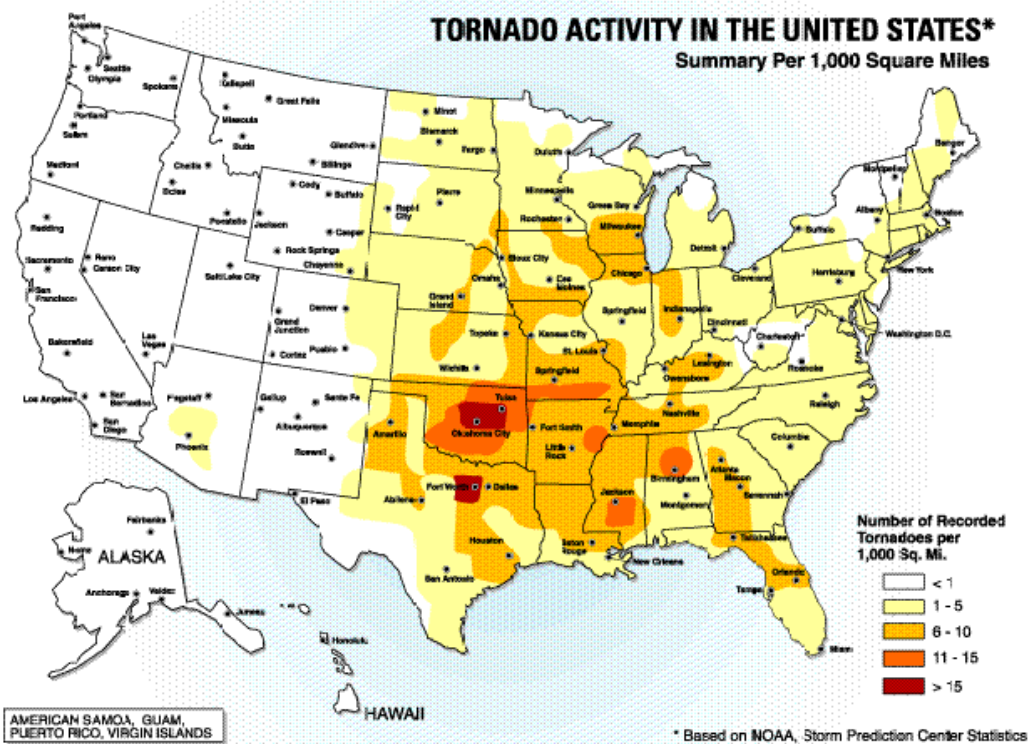 TORNADO ACTIVITY IN THE UNITED STATES*
Summary Per 1,000 Square Miles
Port
Angeles
Seattle
Olympia
Spokane
Portland
Salem
Medford
Kalispell
Great Falls
Missoula
Butte
Glendive
Billings
Challis
Boise
Pocatello
Cody
Buffalo
Jackson
Casper
Rock Springs
Cheyenne
Minot
Bismarck
Fargo
Pierre
Rapid
City
Duluth
Minneapolis
Rochester
Green Bay
Milwaukee
Chicago
Detroit
Bangor
Montpelier
Albany
Boston
Buffalo
New York
Harrisburg
Cleveland
Redding
Sacramento
San
Francisco
Reno
Carson City
Salt Lake City
Las
Vegas
Bakersfield
Los Angeles
San
Bernadino
San
Diego
Denver
Grand
Junction
Cortez
Pueblo
Grand
Island
Omaha
Sioux City
Des
Moines
Topeka
Kansas City
Wichita
St. Louis
Springfield
Springfield
Indianapolis
Cincinnati
Charleston
Washington D.C.
Roanoke
Lexington
Owensboro
Nashville
Memphis
Raleigh
Columbia
Flagstaff
Phoenix
Gallup
Santa Fe
Albuquerque
Roswell
El Paso
Amarillo
Tulsa
Oklahoma City
Fort Smith
Little
Rock
Abilene
Fort Worth
Dallas
Houston
San Antonio
Jackson
Baton
Rouge
New Orleans
Birmingham
Montgomery
Atlanta
Macon
Savannah
Tallahassee
Orlando
Tampa
Miami
Fairbanks
Nome
ALASKA
Anchorage
Valdez
Juneau
Honolulu
HAWAII
Number of Recorded
Tornadoes per
1,000 Sq. Mi.
< 1
1 - 5
6 - 10
11 - 15
> 15
AMERICAN SAMOA, GUAM,
PUERTO RICO, VIRGIN ISLANDS
* Based on NOAA, Storm Prediction Center Statistics